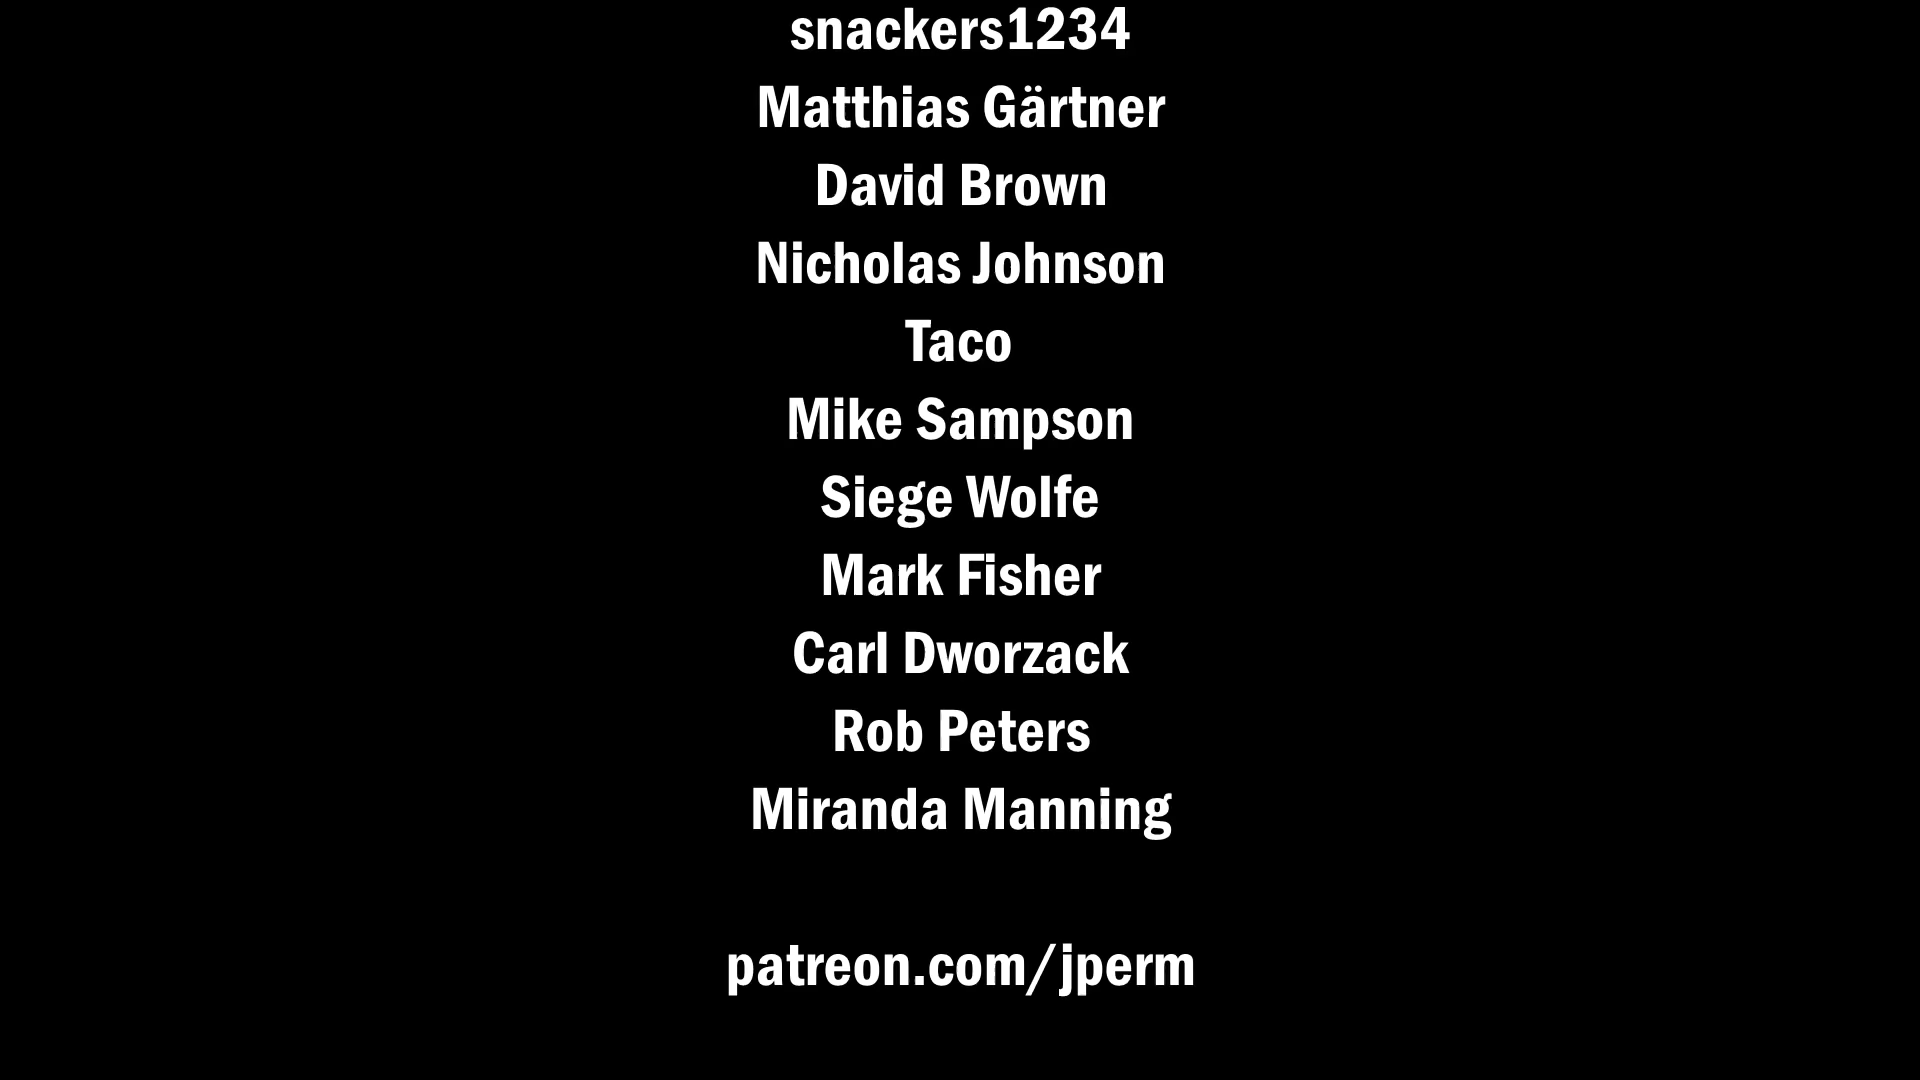 snackers1234
Matthias Gärtner
David Brown
Nicholas Johnson
Taco
Mike Sampson
Siege Wolfe
Mark Fisher
Carl Dworzack
Rob Peters
Miranda Manning
patreon.com/jperm